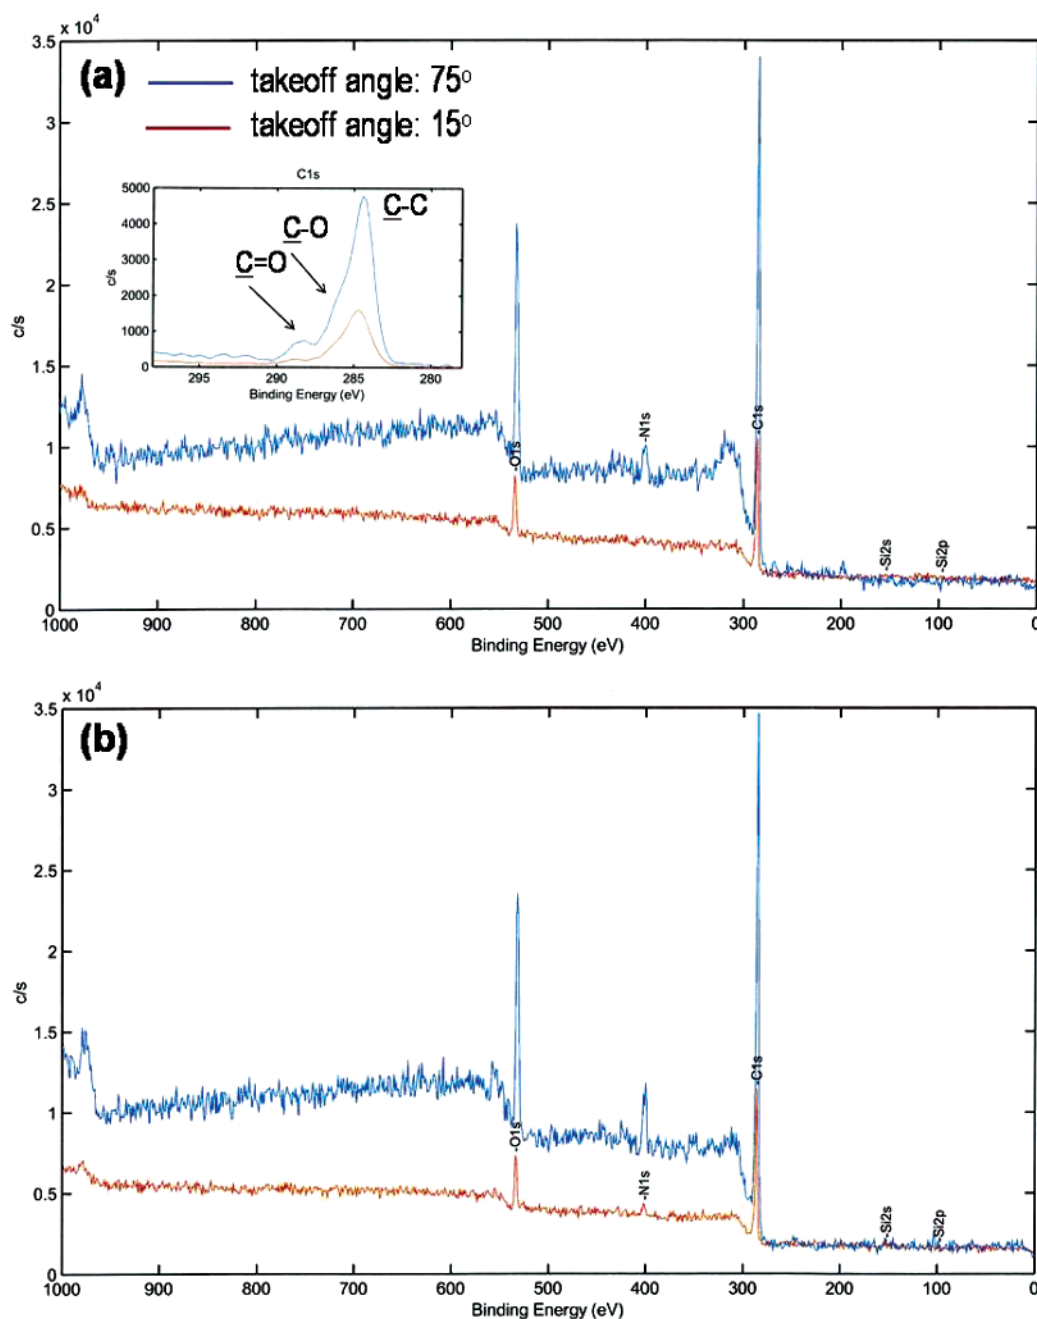 x 10⁴
3.5
(a)
takeoff angle: 75°
takeoff angle: 15°
3
2.5
2
1.5
1
0.5
0
c/s
C1s
5000
4000
3000
2000
1000
0
c/s
C-C
C-O
C=O
295 290 285 280
Binding Energy (eV)
-O1s
-N1s
-C1s
-Si2s
-Si2p
1000 900 800 700 600 500 400 300 200 100 0
Binding Energy (eV)
x 10⁴
3.5
(b)
3
2.5
2
1.5
1
0.5
0
c/s
-O1s
-N1s
-C1s
-Si2s
-Si2p
1000 900 800 700 600 500 400 300 200 100 0
Binding Energy (eV)